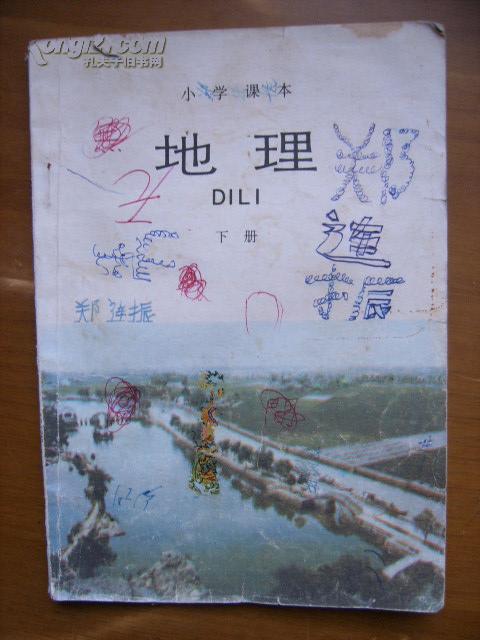 kongfz.com
孔夫子旧书网
小学课本
地理
DILI
下册
郑
連
振
郑连振